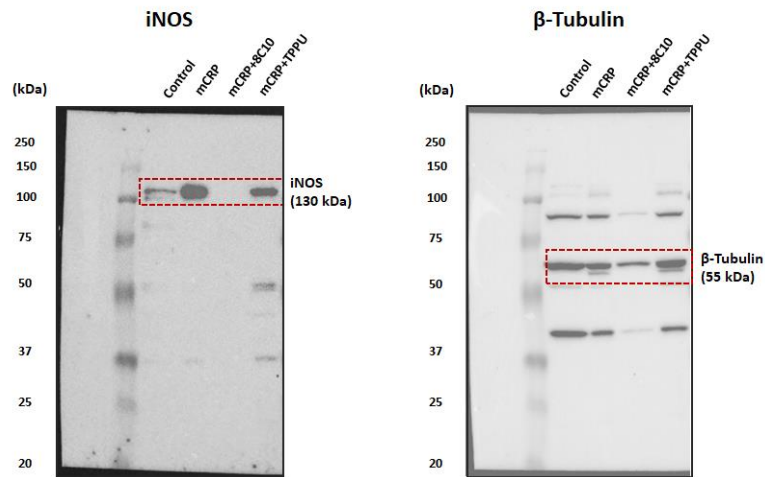 iNOS
(kDa)
Control
mCRP
mCRP+8C10
mCRP+TPPU
250
150
100
75
50
37
25
20
iNOS
(130 kDa)
β-Tubulin
(kDa)
Control
mCRP
mCRP+8C10
mCRP+TPPU
250
150
100
75
50
37
25
20
β-Tubulin
(55 kDa)